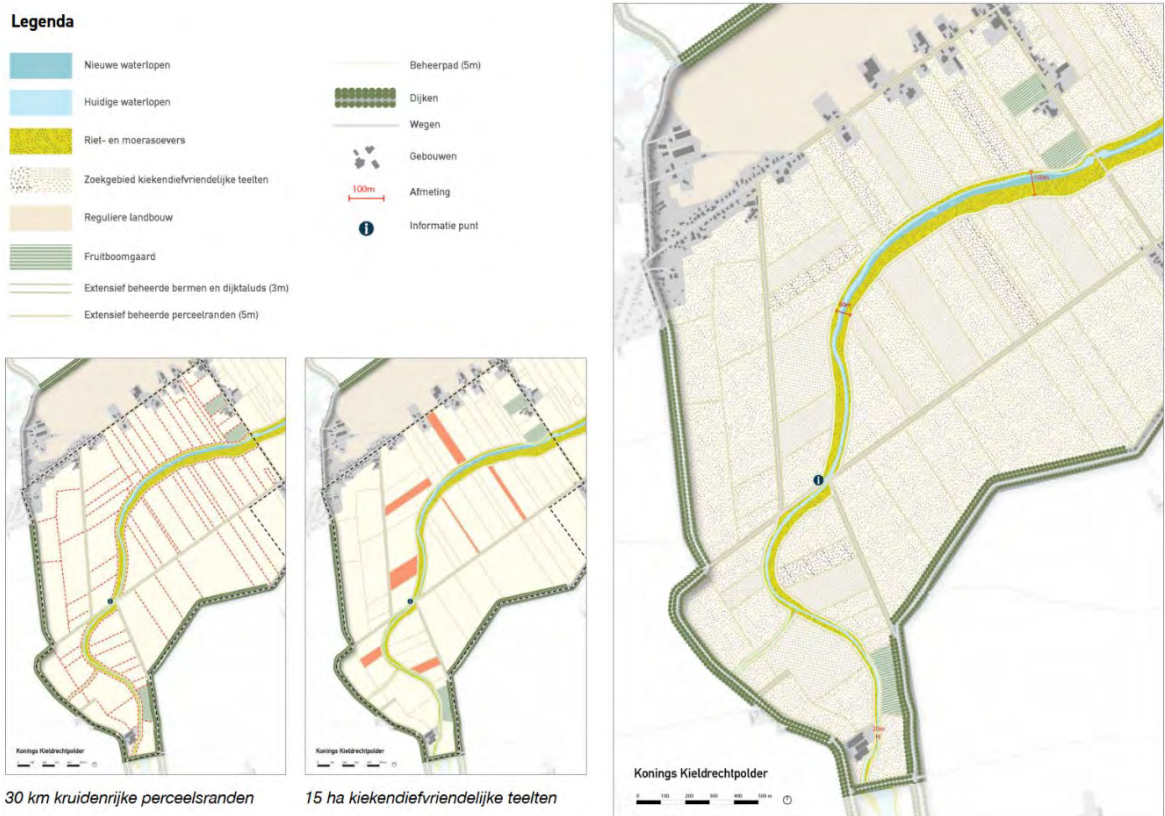 Legenda
Nieuwe waterlopen
Huidige waterlopen
Riet- en moerasoevers
Zoekgebied kiekendiefvriendelijke teelten
Reguliere landbouw
Fruitboomgaard
Extensief beheerde bermen en dijktaluds (3m)
Extensief beheerde perceelranden (5m)
Beheerpad (5m)
Dijken
Wegen
Gebouwen
100m
Afmeting
i
Informatie punt
Konings Kieldrechtpolder
30 km kruidenrijke perceelsranden
Konings Kieldrechtpolder
15 ha kiekendiefvriendelijke teelten
100m
i
Konings Kieldrechtpolder
0 100 200 300 400 500 m